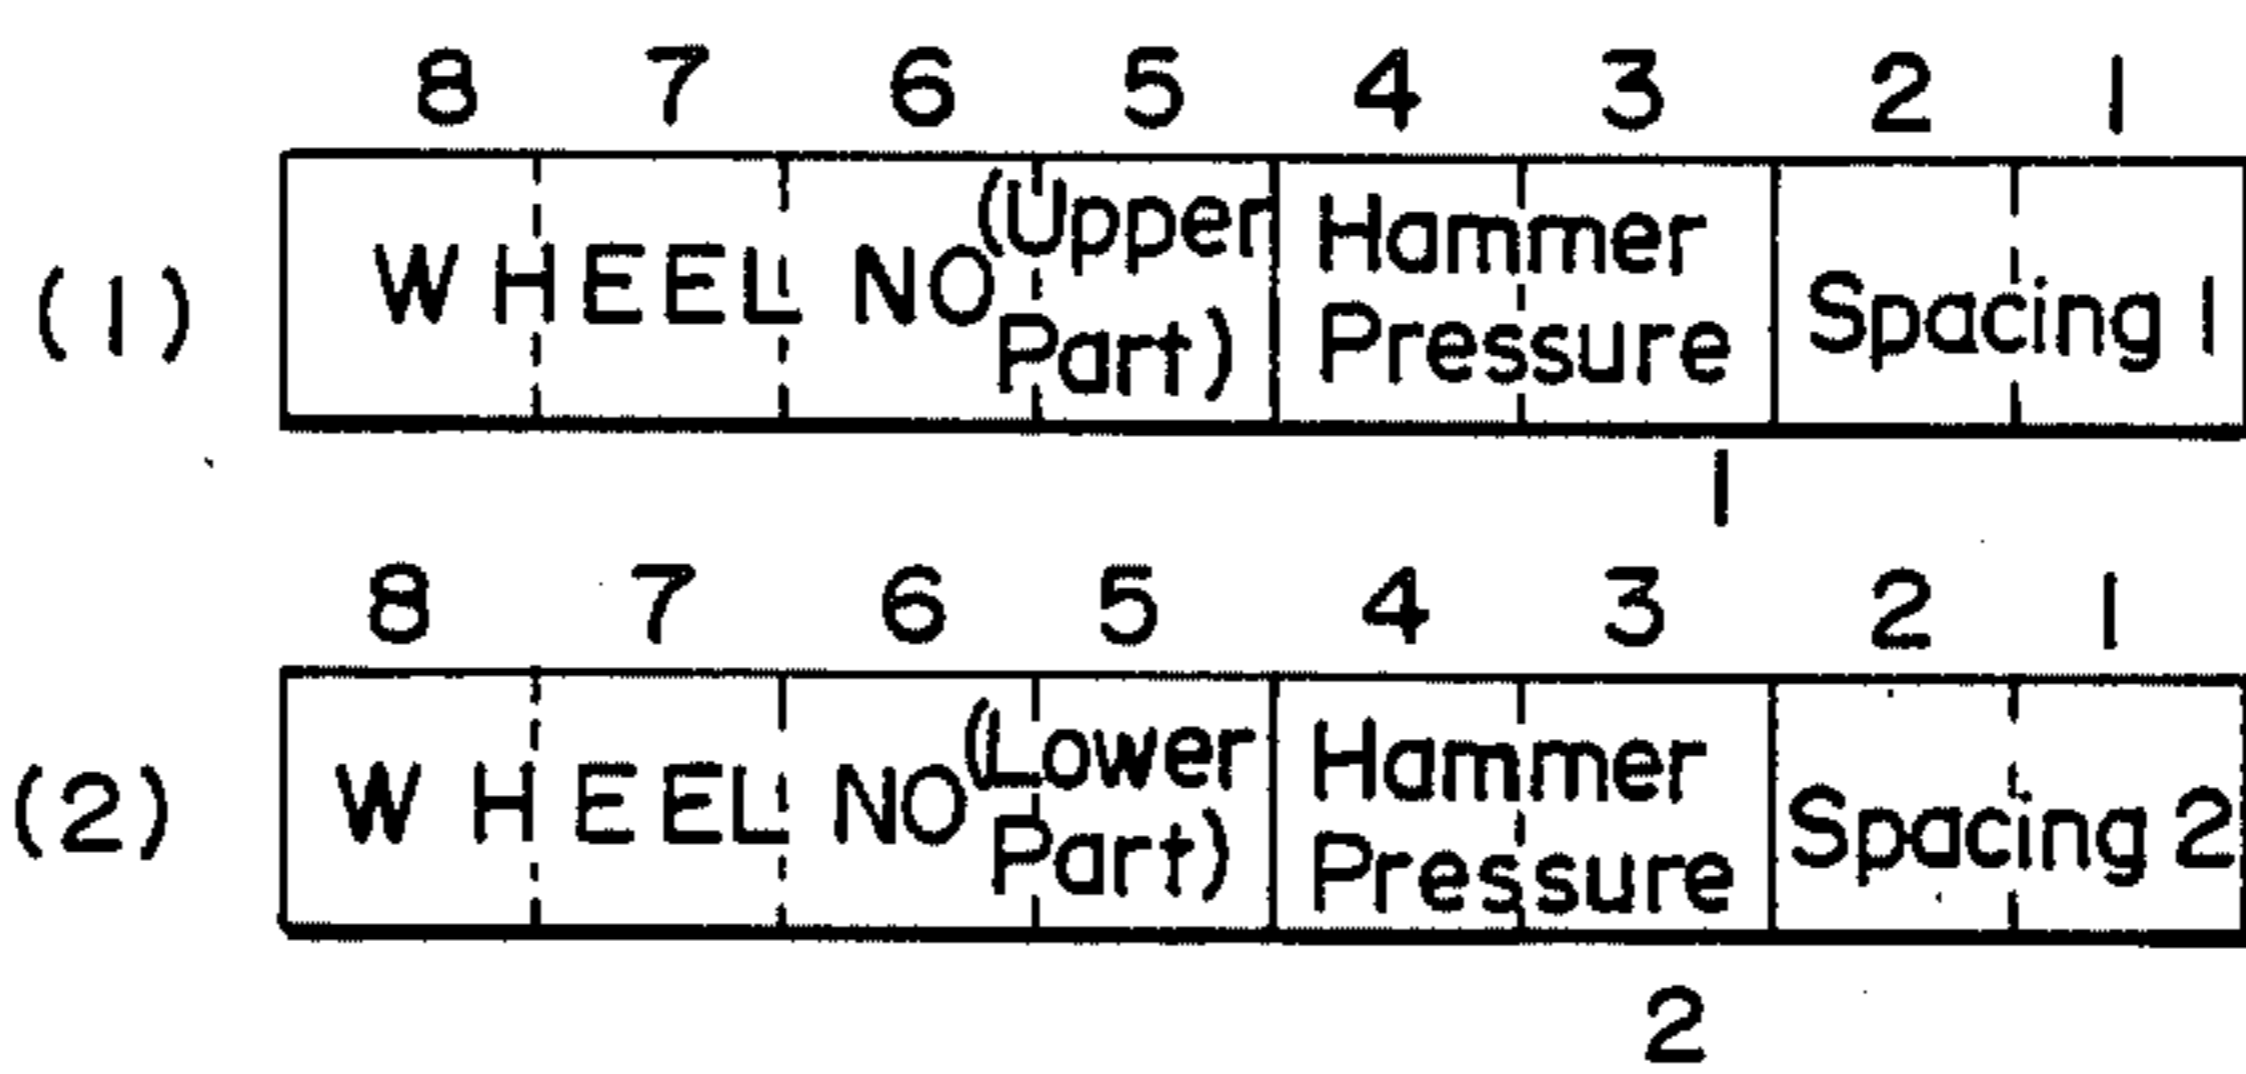 8 7 6 5 4 3 2 1
(1) WHEEL NO (Upper Part) Hammer Pressure Spacing 1
1
8 7 6 5 4 3 2 1
(2) WHEEL NO (Lower Part) Hammer Pressure Spacing 2
2